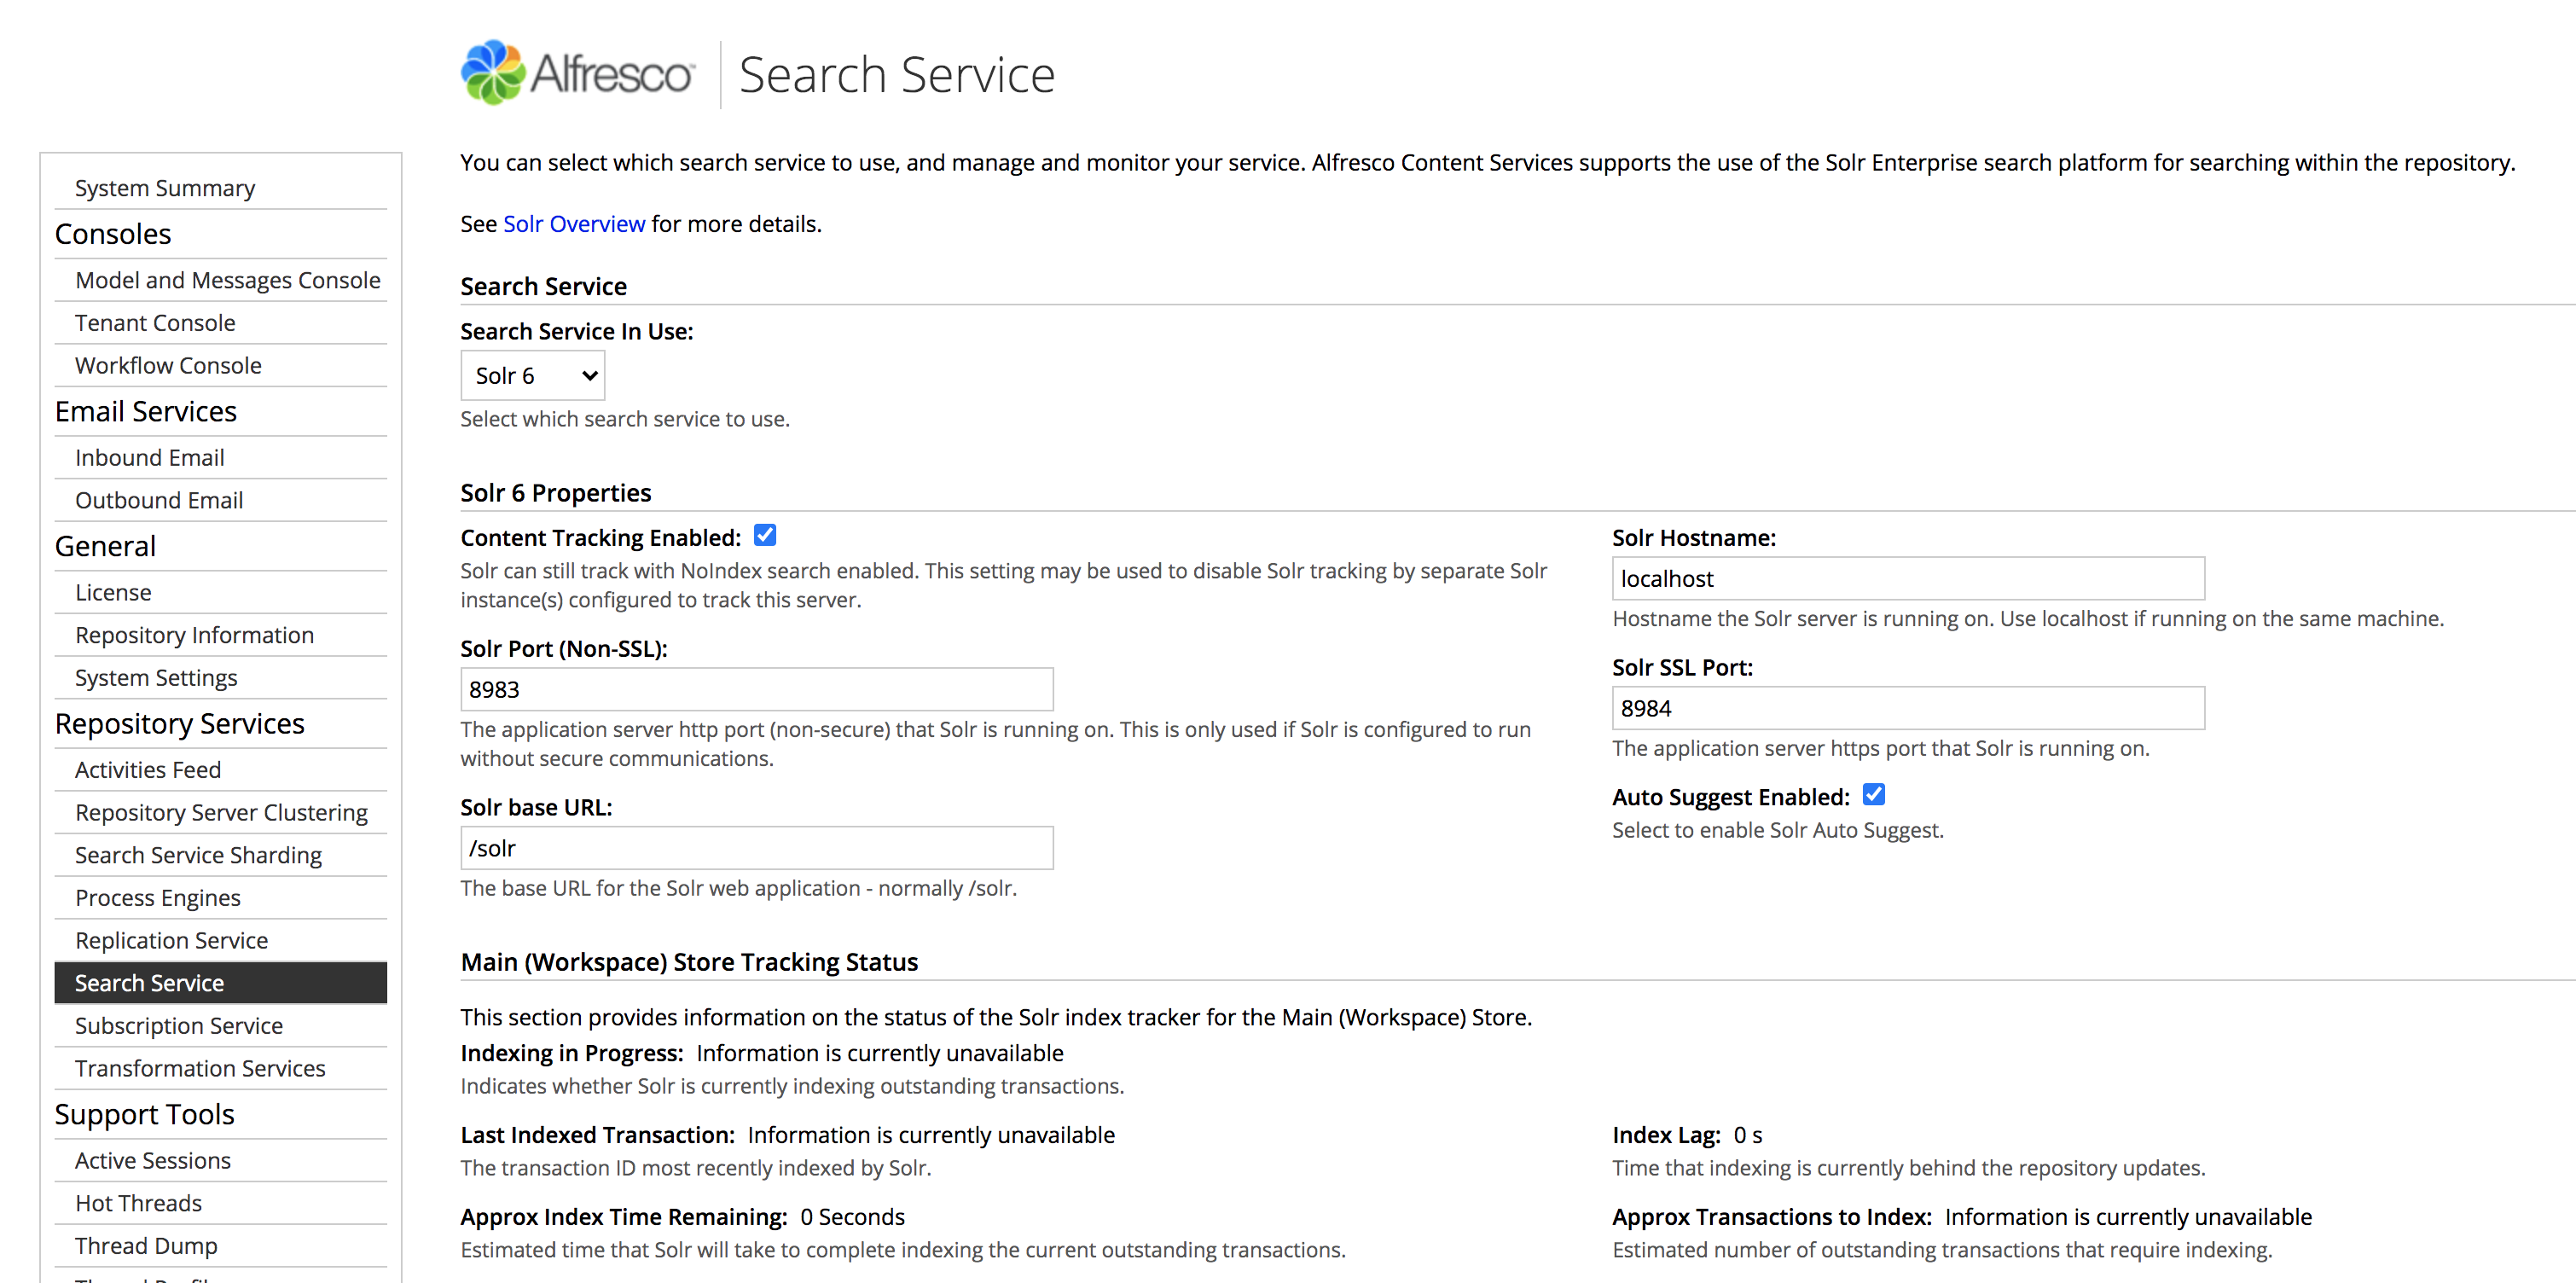 Alfresco™ Search Service
System Summary
Consoles
Model and Messages Console
Tenant Console
Workflow Console
Email Services
Inbound Email
Outbound Email
General
License
Repository Information
System Settings
Repository Services
Activities Feed
Repository Server Clustering
Search Service Sharding
Process Engines
Replication Service
Search Service
Subscription Service
Transformation Services
Support Tools
Active Sessions
Hot Threads
Thread Dump
You can select which search service to use, and manage and monitor your service. Alfresco Content Services supports the use of the Solr Enterprise search platform for searching within the repository.
See Solr Overview for more details.
Search Service
Search Service In Use:
Solr 6
Select which search service to use.
Solr 6 Properties
Content Tracking Enabled:
Solr can still track with NoIndex search enabled. This setting may be used to disable Solr tracking by separate Solr
instance(s) configured to track this server.
Solr Port (Non-SSL):
8983
The application server http port (non-secure) that Solr is running on. This is only used if Solr is configured to run
without secure communications.
Solr base URL:
/solr
The base URL for the Solr web application - normally /solr.
Solr Hostname:
localhost
Hostname the Solr server is running on. Use localhost if running on the same machine.
Solr SSL Port:
8984
The application server https port that Solr is running on.
Auto Suggest Enabled:
Select to enable Solr Auto Suggest.
Main (Workspace) Store Tracking Status
This section provides information on the status of the Solr index tracker for the Main (Workspace) Store.
Indexing in Progress: Information is currently unavailable
Indicates whether Solr is currently indexing outstanding transactions.
Last Indexed Transaction: Information is currently unavailable
The transaction ID most recently indexed by Solr.
Index Lag: 0 s
Time that indexing is currently behind the repository updates.
Approx Index Time Remaining: 0 Seconds
Estimated time that Solr will take to complete indexing the current outstanding transactions.
Approx Transactions to Index: Information is currently unavailable
Estimated number of outstanding transactions that require indexing.